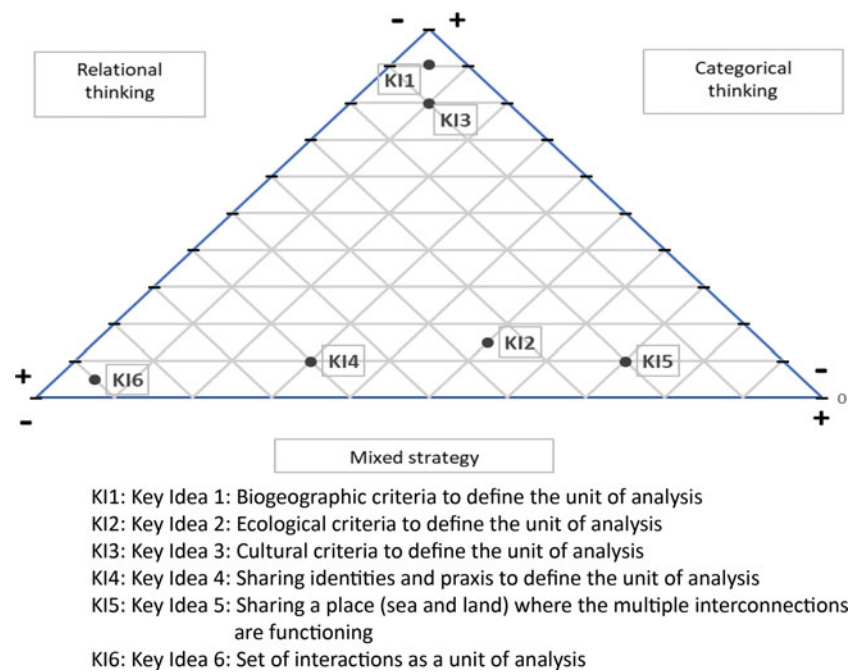 - +
Relational
thinking
Categorical
thinking
KI1
KI3
KI2
KI4
KI5
KI6
+
-
-
0
+
Mixed strategy
KI1: Key Idea 1: Biogeographic criteria to define the unit of analysis
KI2: Key Idea 2: Ecological criteria to define the unit of analysis
KI3: Key Idea 3: Cultural criteria to define the unit of analysis
KI4: Key Idea 4: Sharing identities and praxis to define the unit of analysis
KI5: Key Idea 5: Sharing a place (sea and land) where the multiple interconnections
are functioning
KI6: Key Idea 6: Set of interactions as a unit of analysis